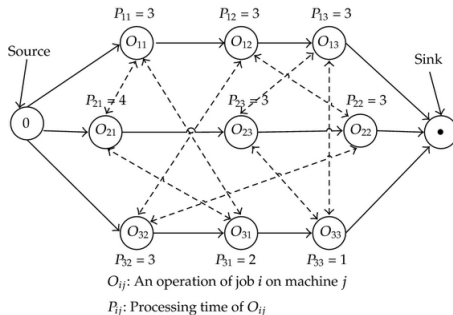 P11 = 3 P12 = 3 P13 = 3
Source
O11 O12 O13
Sink
P21 = 4 P23 = 3 P22 = 3
0 O21 O23 O22
O32 O31 O33
P32 = 3 P31 = 2 P33 = 1
Oij: An operation of job i on machine j
Pij: Processing time of Oij